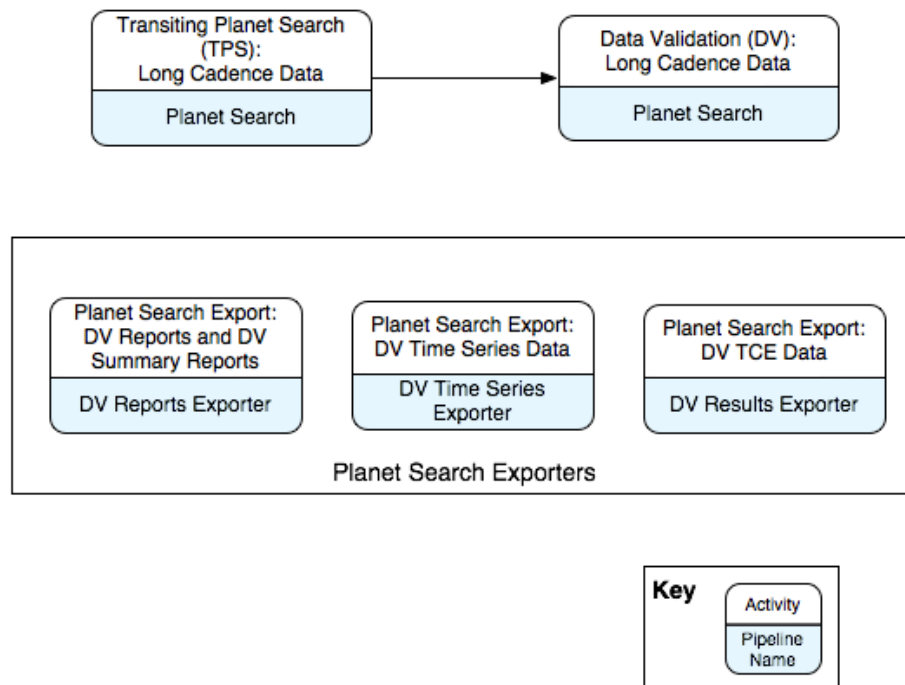 Transiting Planet Search
(TPS):
Long Cadence Data
Planet Search
Data Validation (DV):
Long Cadence Data
Planet Search
Planet Search Export:
DV Reports and DV
Summary Reports
DV Reports Exporter
Planet Search Export:
DV Time Series Data
DV Time Series
Exporter
Planet Search Export:
DV TCE Data
DV Results Exporter
Planet Search Exporters
Key
Activity
Pipeline
Name